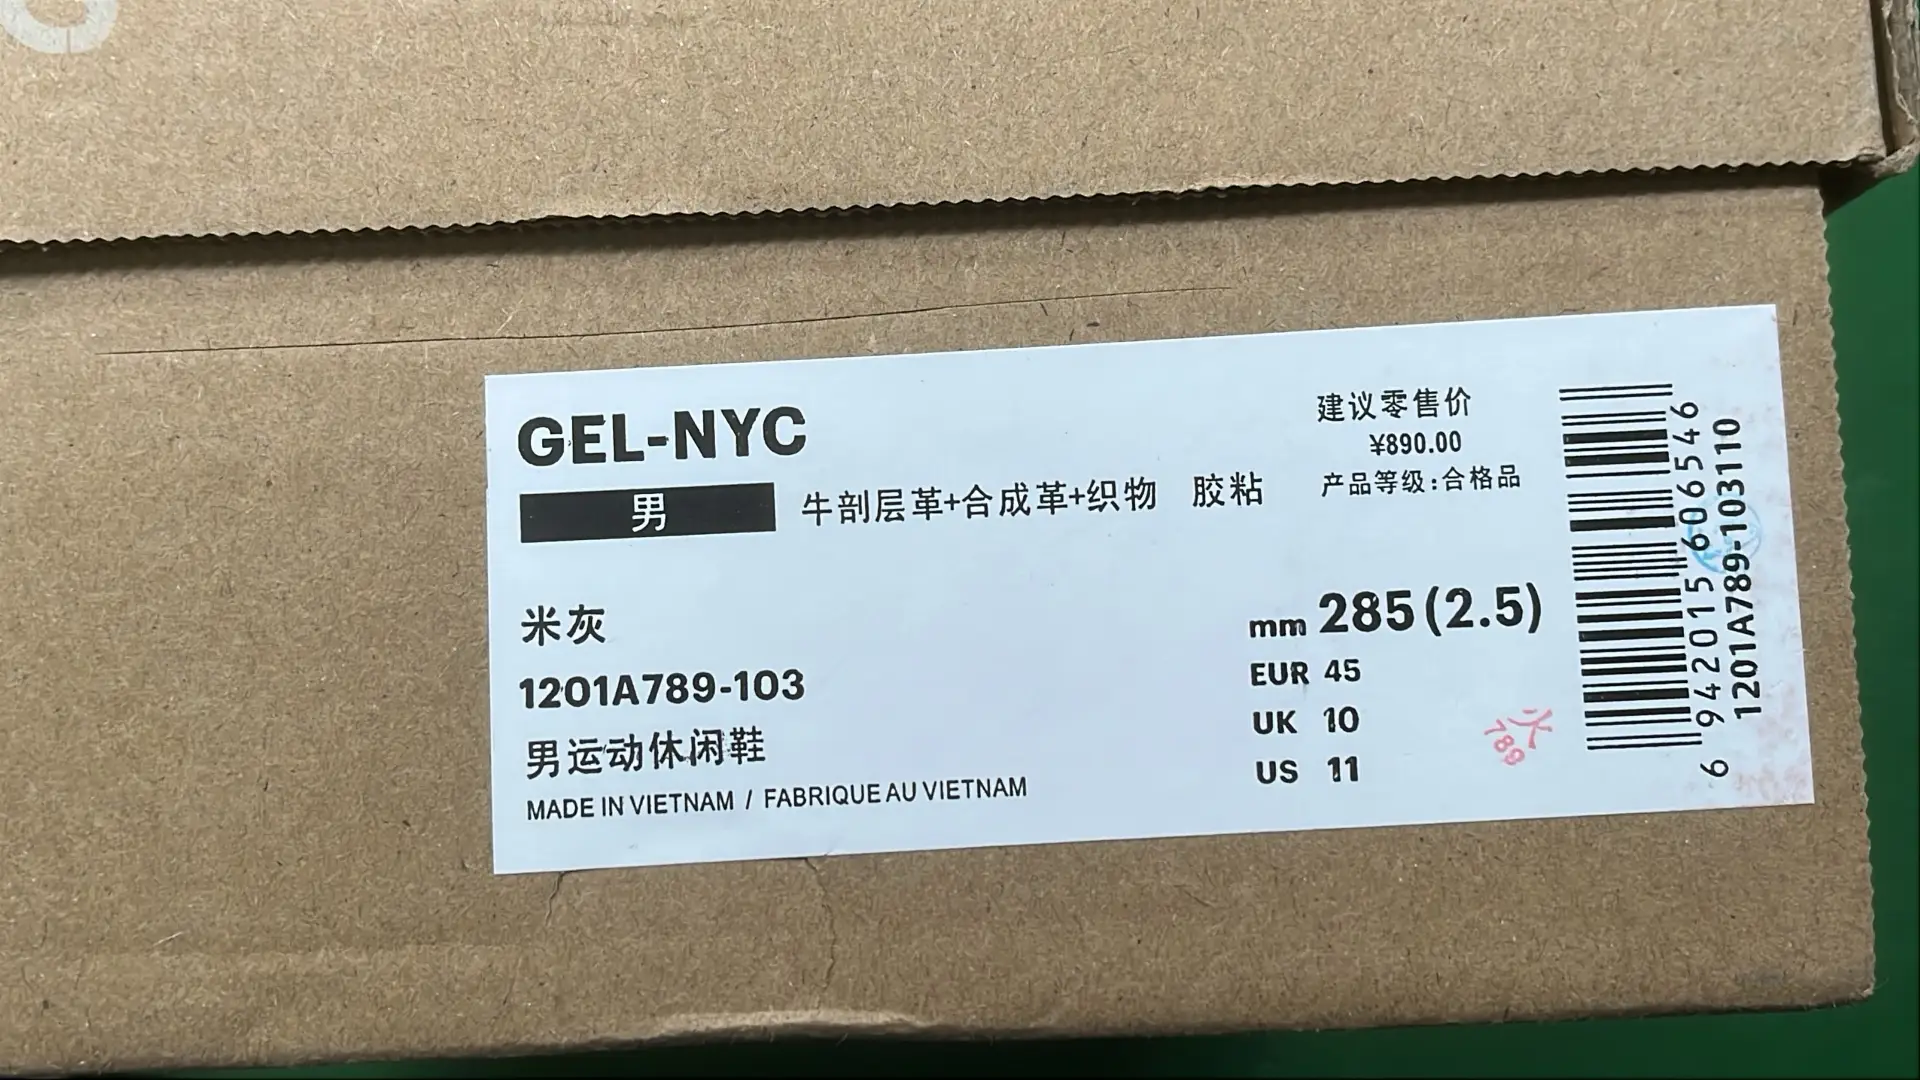 GEL-NYC
男 牛剖层革+合成革+织物 胶粘
建议零售价
¥890.00
产品等级:合格品
米灰
1201A789-103
男运动休闲鞋
MADE IN VIETNAM / FABRIQUE AU VIETNAM
mm 285(2.5)
EUR 45
UK 10
US 11
火
789
6 942015 606546
1201A789-103110